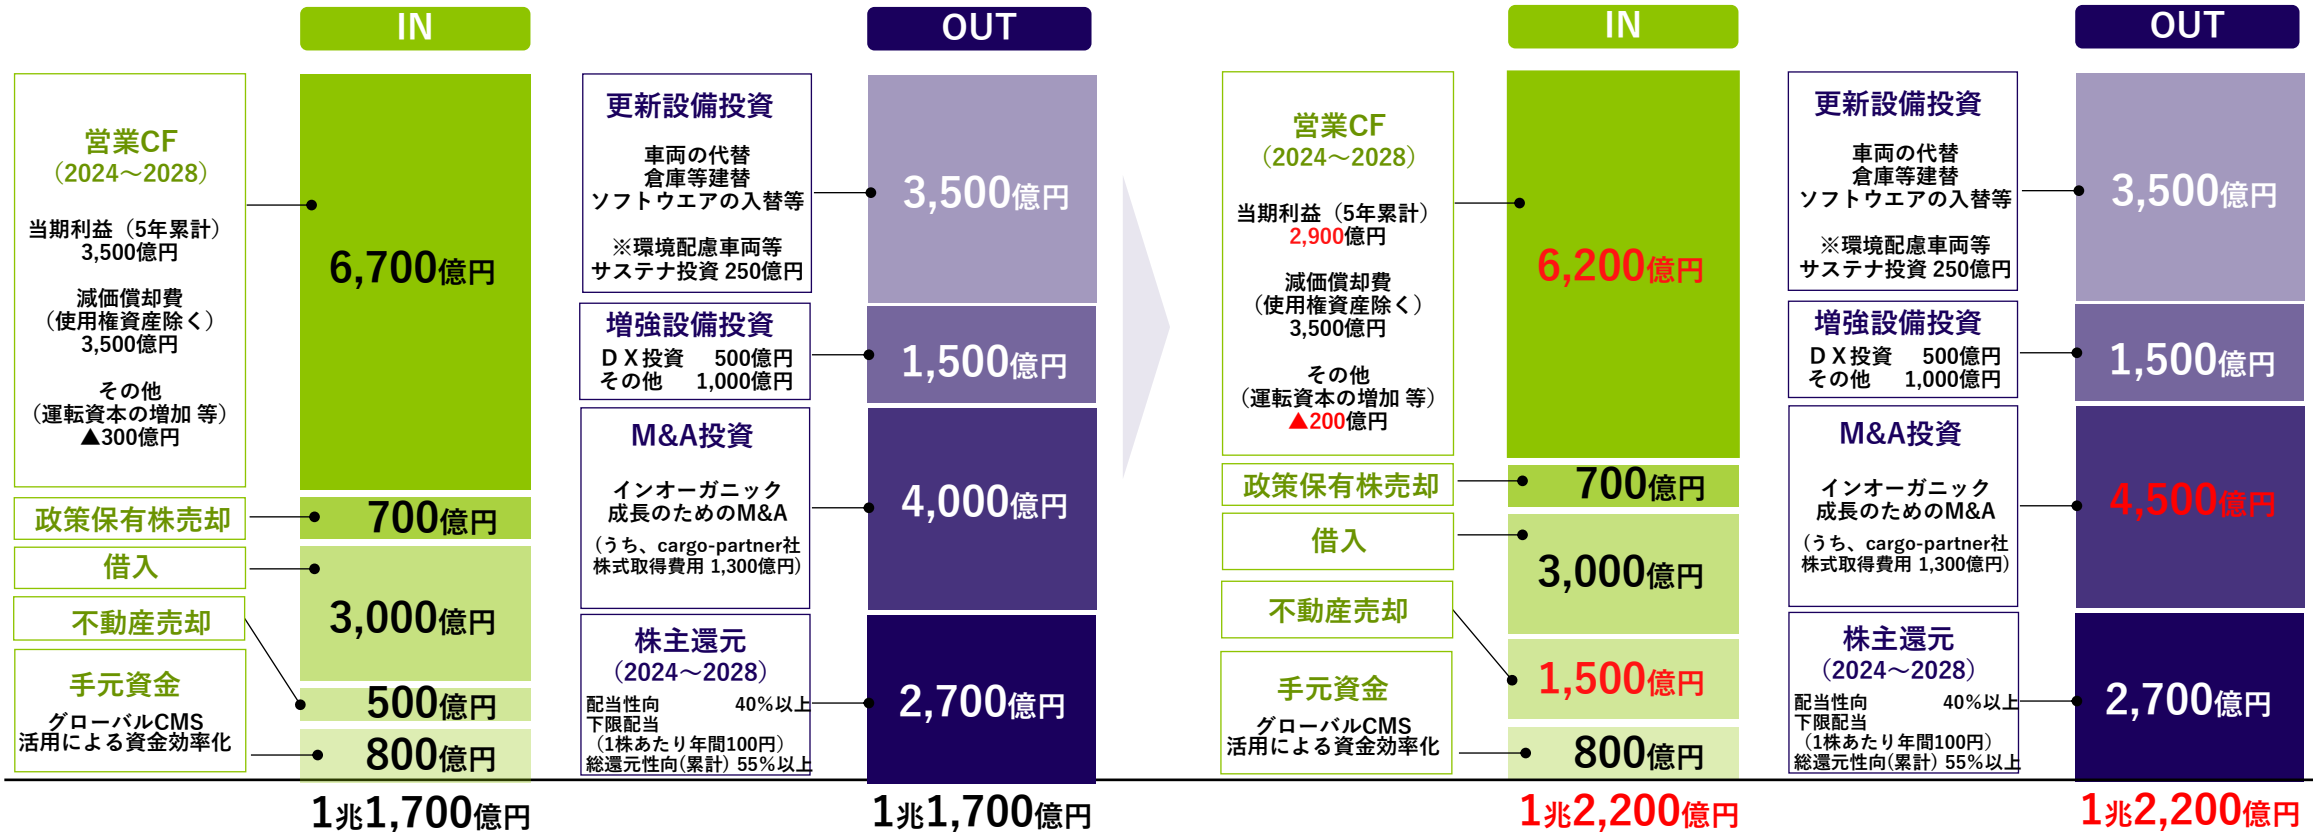 IN
営業CF
（2024～2028）
当期利益（5年累計）
3,500億円
減価償却費
（使用権資産除く）
3,500億円
その他
（運転資本の増加 等）
▲300億円
6,700億円
政策保有株売却
700億円
借入
3,000億円
不動産売却
500億円
手元資金
グローバルCMS
活用による資金効率化
800億円
1兆1,700億円
OUT
更新設備投資
車両の代替
倉庫等建替
ソフトウエアの入替等
※環境配慮車両等
サステナ投資 250億円
3,500億円
増強設備投資
ＤＸ投資 500億円
その他 1,000億円
1,500億円
M&A投資
インオーガニック
成長のためのM&A
(うち、cargo-partner社
株式取得費用 1,300億円)
4,000億円
株主還元
（2024～2028）
配当性向 40%以上
下限配当
（1株あたり年間100円）
総還元性向(累計) 55%以上
2,700億円
1兆1,700億円
IN
営業CF
（2024～2028）
当期利益（5年累計）
2,900億円
減価償却費
（使用権資産除く）
3,500億円
その他
（運転資本の増加 等）
▲200億円
6,200億円
政策保有株売却
700億円
借入
3,000億円
不動産売却
1,500億円
手元資金
グローバルCMS
活用による資金効率化
800億円
1兆2,200億円
OUT
更新設備投資
車両の代替
倉庫等建替
ソフトウエアの入替等
※環境配慮車両等
サステナ投資 250億円
3,500億円
増強設備投資
ＤＸ投資 500億円
その他 1,000億円
1,500億円
M&A投資
インオーガニック
成長のためのM&A
(うち、cargo-partner社
株式取得費用 1,300億円)
4,500億円
株主還元
（2024～2028）
配当性向 40%以上
下限配当
（1株あたり年間100円）
総還元性向(累計) 55%以上
2,700億円
1兆2,200億円